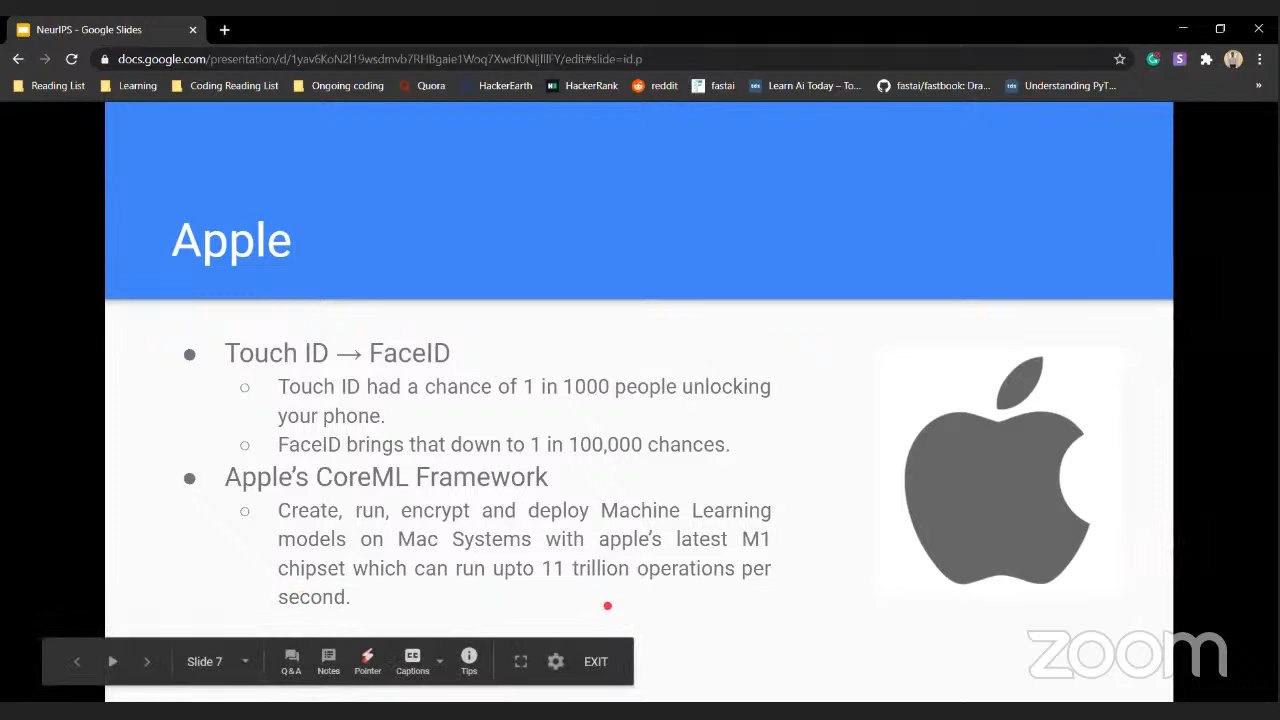 NeurIPS - Google Slides
docs.google.com/presentation/d/1yav6KoN2l19wsdmvb7RHBgaie1Woq7Xwdf0NljlllFY/edit#slide=id.p
Reading List Learning Coding Reading List Ongoing coding Quora HackerEarth HackerRank reddit fastai Learn Ai Today – To... fastai/fastbook: Dra... Understanding PyT...
Apple
● Touch ID → FaceID
○ Touch ID had a chance of 1 in 1000 people unlocking
your phone.
○ FaceID brings that down to 1 in 100,000 chances.
● Apple’s CoreML Framework
○ Create, run, encrypt and deploy Machine Learning
models on Mac Systems with apple’s latest M1
chipset which can run upto 11 trillion operations per
second.
Slide 7 Q&A Notes Pointer Captions Tips EXIT
zoom